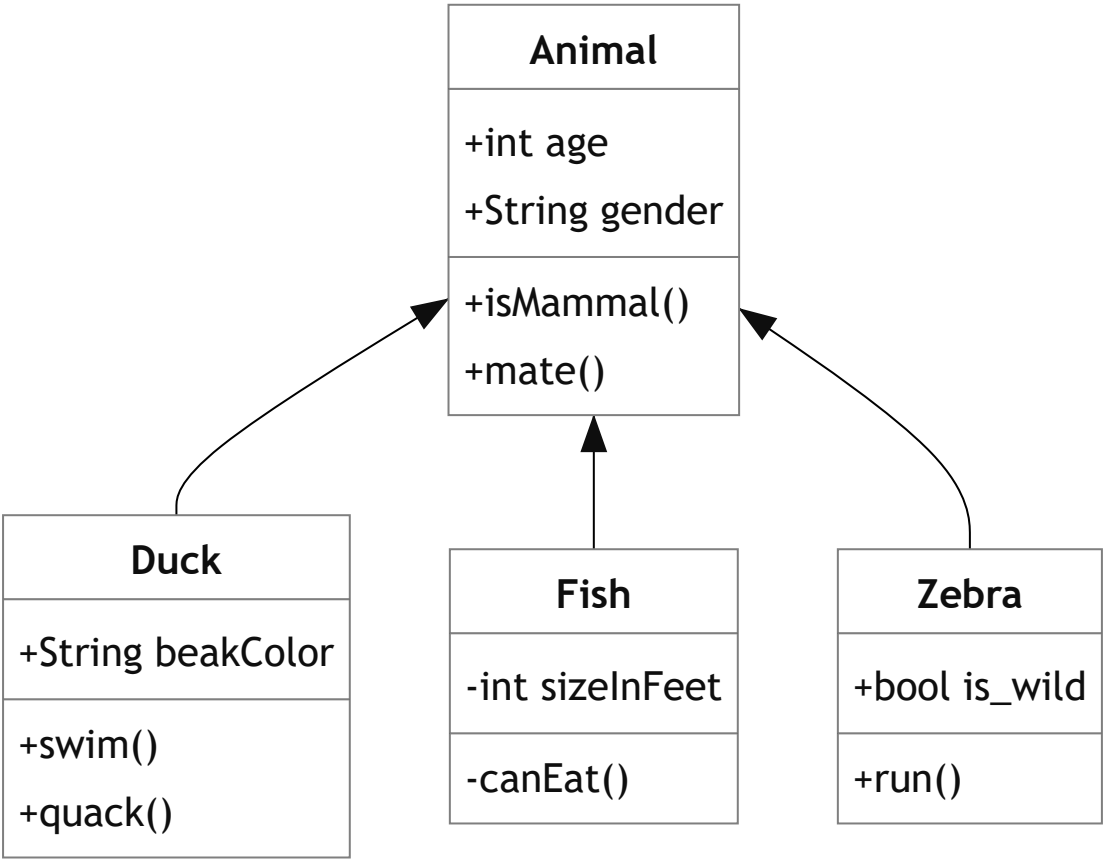 Animal
+int age
+String gender
+isMammal()
+mate()
Duck
+String beakColor
+swim()
+quack()
Fish
-int sizeInFeet
-canEat()
Zebra
+bool is_wild
+run()